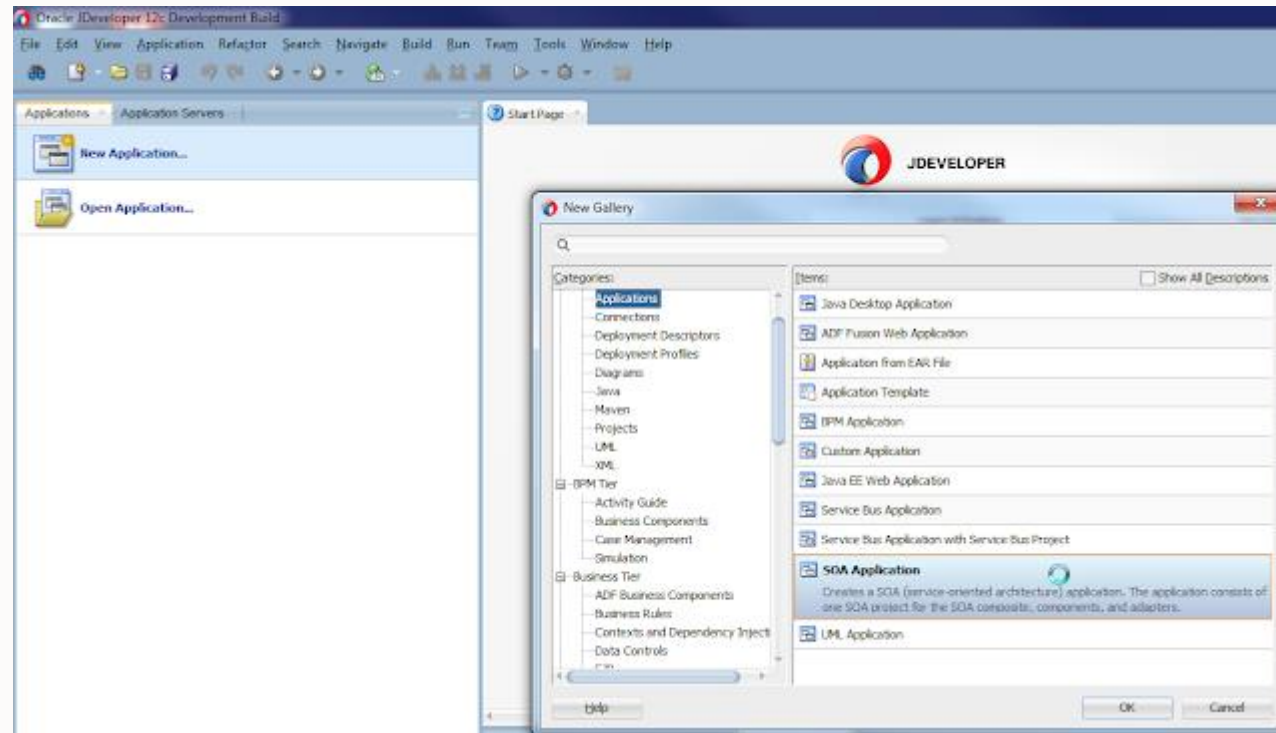 Oracle JDeveloper 12c Development Build
File Edit View Application Refactor Search Navigate Build Run Team Tools Window Help
Applications Application Servers
Start Page
New Application...
JDEVELOPER
Open Application...
New Gallery
Categories:
Items:
Show All Descriptions
Applications
Connections
Deployment Descriptors
Deployment Profiles
Diagrams
Java
Maven
Projects
UML
XML
BPM Tier
Activity Guide
Business Components
Case Management
Simulation
Business Tier
ADF Business Components
Business Rules
Contexts and Dependency Injecti
Data Controls
Java Desktop Application
ADF Fusion Web Application
Application from EAR File
Application Template
BPM Application
Custom Application
Java EE Web Application
Service Bus Application
Service Bus Application with Service Bus Project
SOA Application
Creates a SOA (service-oriented architecture) application. The application consists of
one SOA project for the SOA composite, components, and adapters.
UML Application
Help
OK
Cancel